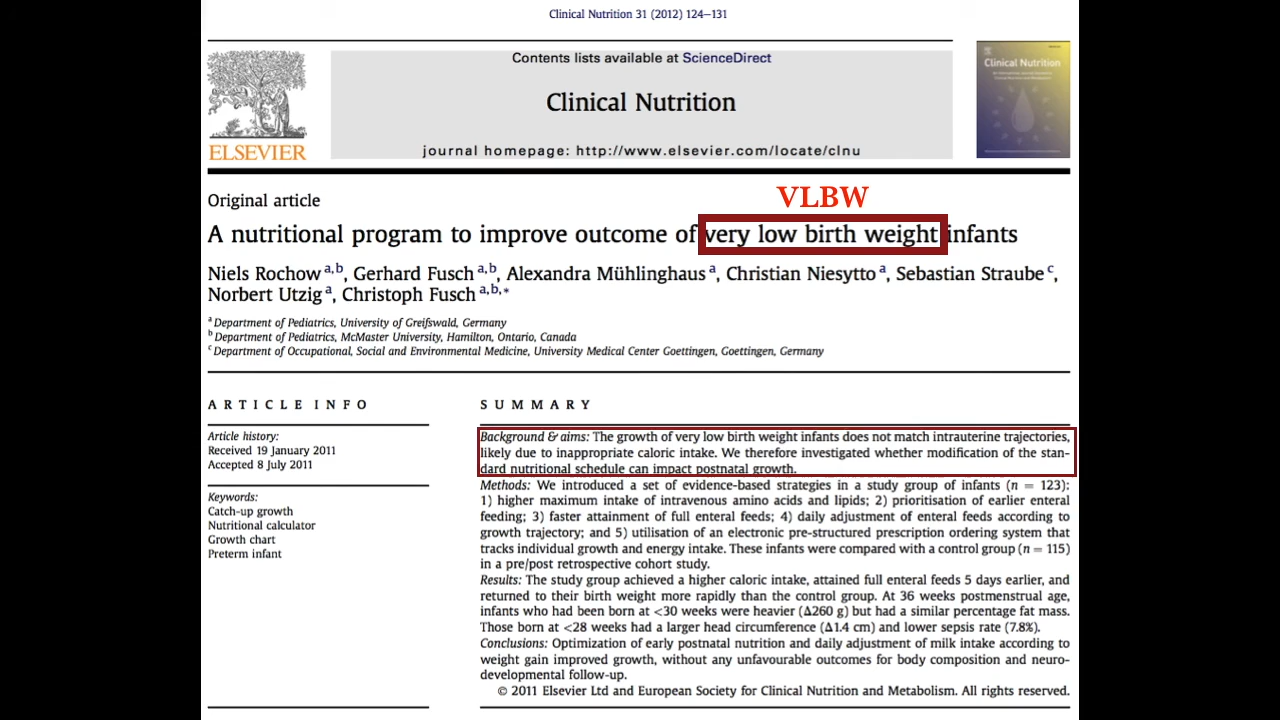 Clinical Nutrition 31 (2012) 124–131
Contents lists available at ScienceDirect
Clinical Nutrition
journal homepage: http://www.elsevier.com/locate/clnu
ELSEVIER
Clinical Nutrition
Original article
VLBW
A nutritional program to improve outcome of very low birth weight infants
Niels Rochow a,b, Gerhard Fusch a,b, Alexandra Mühlinghaus a, Christian Niesytto a, Sebastian Straube c,
Norbert Utzig a, Christoph Fusch a,b,*
a Department of Pediatrics, University of Greifswald, Germany
b Department of Pediatrics, McMaster University, Hamilton, Ontario, Canada
c Department of Occupational, Social and Environmental Medicine, University Medical Center Goettingen, Goettingen, Germany
ARTICLE INFO
Article history:
Received 19 January 2011
Accepted 8 July 2011
Keywords:
Catch-up growth
Nutritional calculator
Growth chart
Preterm infant
SUMMARY
Background & aims: The growth of very low birth weight infants does not match intrauterine trajectories,
likely due to inappropriate caloric intake. We therefore investigated whether modification of the stan-
dard nutritional schedule can impact postnatal growth.
Methods: We introduced a set of evidence-based strategies in a study group of infants (n = 123):
1) higher maximum intake of intravenous amino acids and lipids; 2) prioritisation of earlier enteral
feeding; 3) faster attainment of full enteral feeds; 4) daily adjustment of enteral feeds according to
growth trajectory; and 5) utilisation of an electronic pre-structured prescription ordering system that
tracks individual growth and energy intake. These infants were compared with a control group (n = 115)
in a pre/post retrospective cohort study.
Results: The study group achieved a higher caloric intake, attained full enteral feeds 5 days earlier, and
returned to their birth weight more rapidly than the control group. At 36 weeks postmenstrual age,
infants who had been born at <30 weeks were heavier (Δ260 g) but had a similar percentage fat mass.
Those born at <28 weeks had a larger head circumference (Δ1.4 cm) and lower sepsis rate (7.8%).
Conclusions: Optimization of early postnatal nutrition and daily adjustment of milk intake according to
weight gain improved growth, without any unfavourable outcomes for body composition and neuro-
developmental follow-up.
© 2011 Elsevier Ltd and European Society for Clinical Nutrition and Metabolism. All rights reserved.